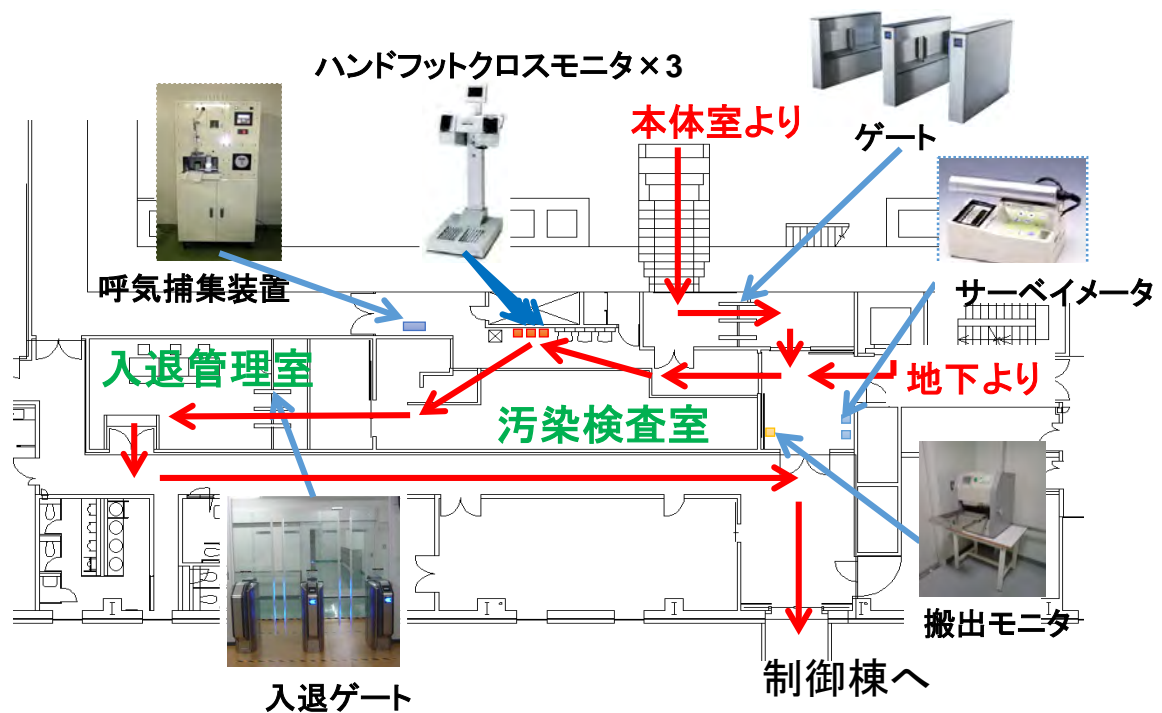 ハンドフットクロスモニタ×3
本体室より
ゲート
呼気捕集装置
サーベイメータ
入退管理室
地下より
汚染検査室
搬出モニタ
入退ゲート
制御棟へ